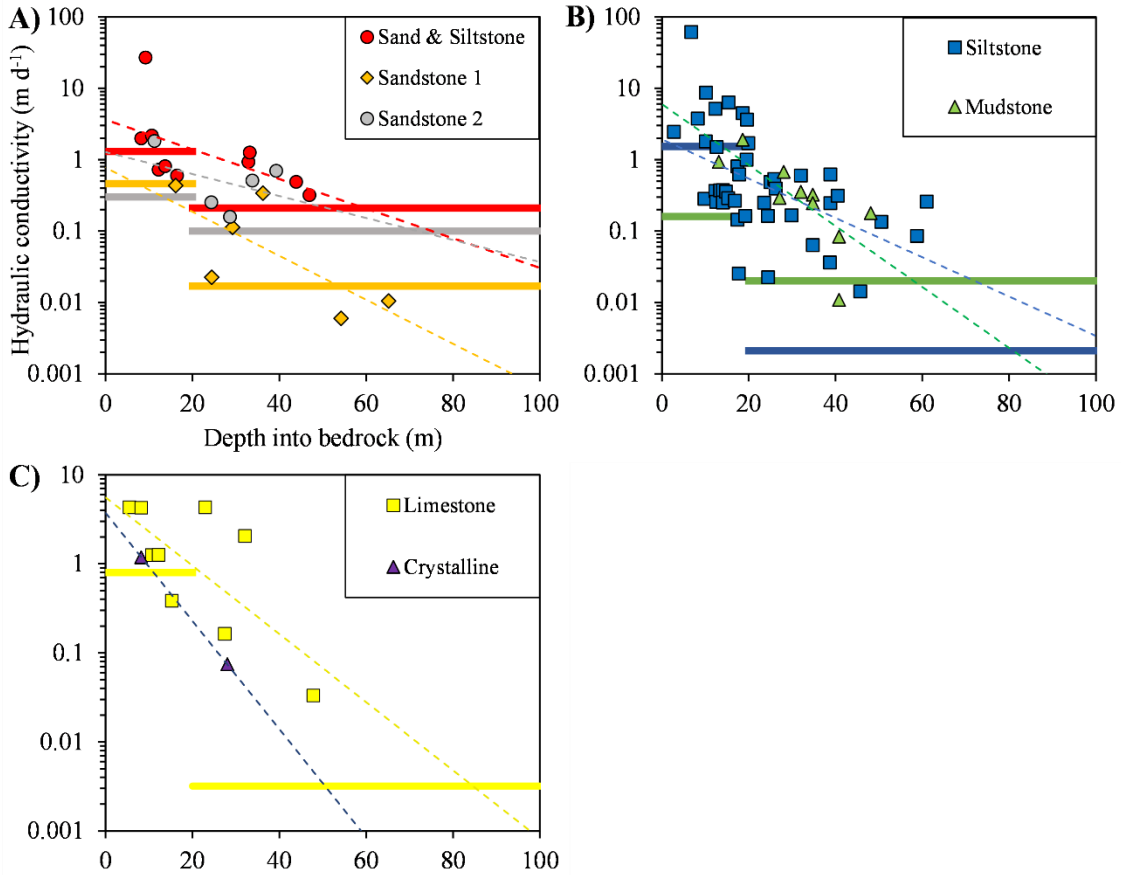 A)
Hydraulic conductivity (m d⁻¹)
100
10
1
0.1
0.01
0.001
Sand & Siltstone
Sandstone 1
Sandstone 2
0 20 40 60 80 100
Depth into bedrock (m)
B)
100
10
1
0.1
0.01
0.001
Siltstone
Mudstone
0 20 40 60 80 100
C)
10
1
0.1
0.01
0.001
Limestone
Crystalline
0 20 40 60 80 100